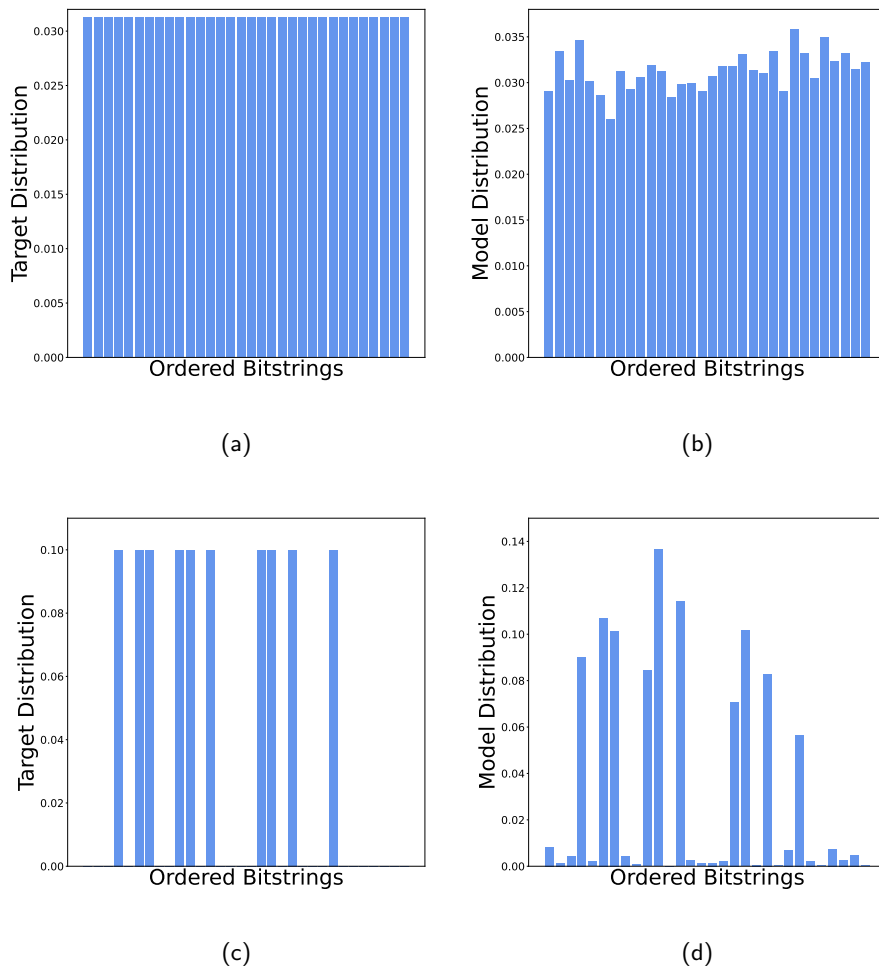 Target Distribution
0.030
0.025
0.020
0.015
0.010
0.005
0.000
Ordered Bitstrings
(a)
Model Distribution
0.035
0.030
0.025
0.020
0.015
0.010
0.005
0.000
Ordered Bitstrings
(b)
Target Distribution
0.10
0.08
0.06
0.04
0.02
0.00
Ordered Bitstrings
(c)
Model Distribution
0.14
0.12
0.10
0.08
0.06
0.04
0.02
0.00
Ordered Bitstrings
(d)